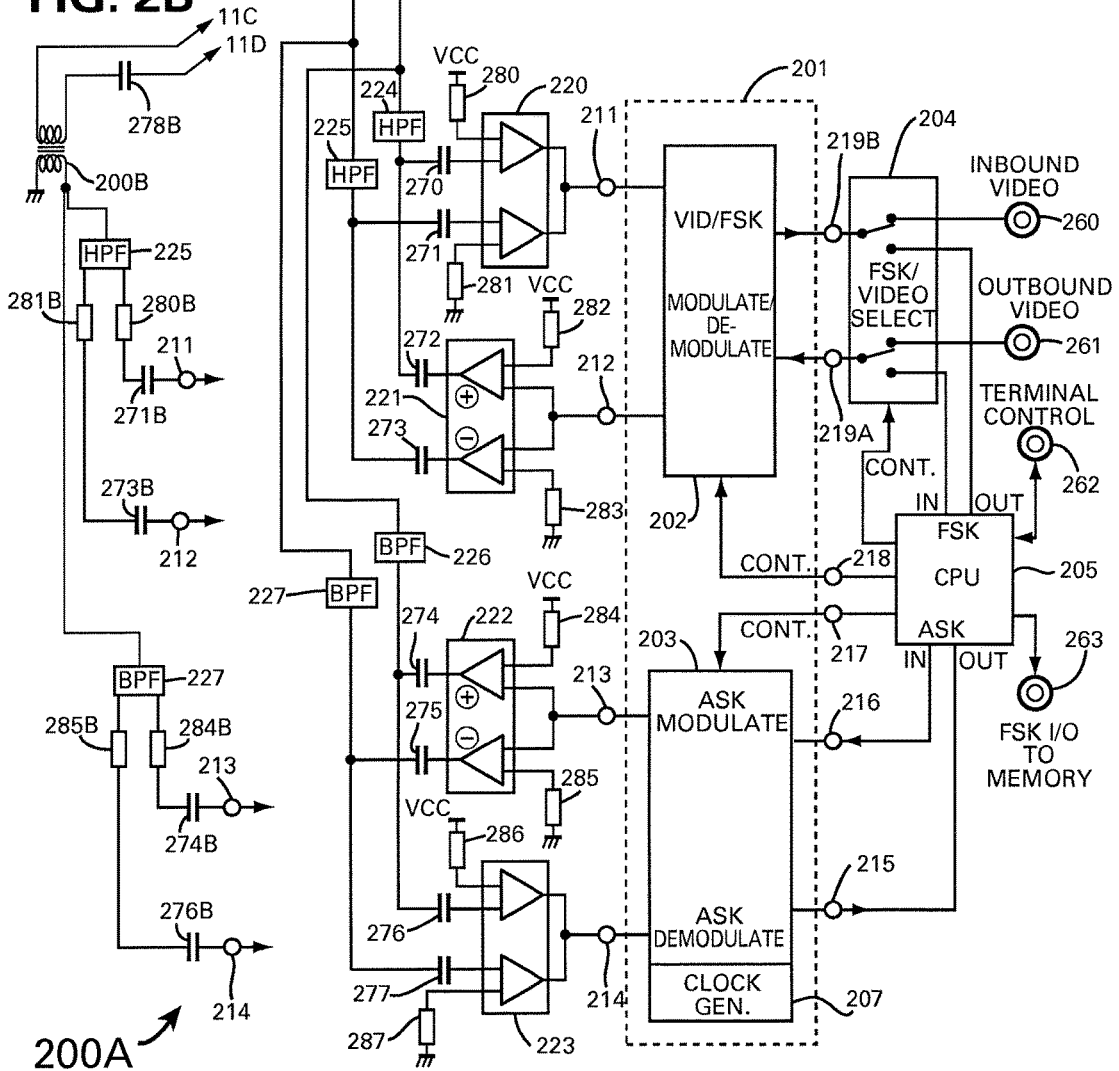 FIG. 2B
11C
11D
278B
200B
HPF
225
281B
280B
211
271B
273B
212
BPF
227
285B
284B
213
274B
276B
214
200A
224
HPF
225
HPF
VCC
280
220
211
270
271
281
VCC
282
272
221
+
−
273
212
283
BPF
226
227
BPF
VCC
284
274
222
+
−
275
213
285
VCC
286
276
277
287
223
214
201
VID/FSK
MODULATE/
DE-
MODULATE
202
203
ASK
MODULATE
ASK
DEMODULATE
CLOCK
GEN.
207
219B
204
FSK/
VIDEO
SELECT
219A
INBOUND
VIDEO
260
OUTBOUND
VIDEO
261
TERMINAL
CONTROL
262
CONT.
IN
OUT
FSK
CPU
ASK
205
CONT.
218
CONT.
217
IN
OUT
216
215
263
FSK I/O
TO
MEMORY